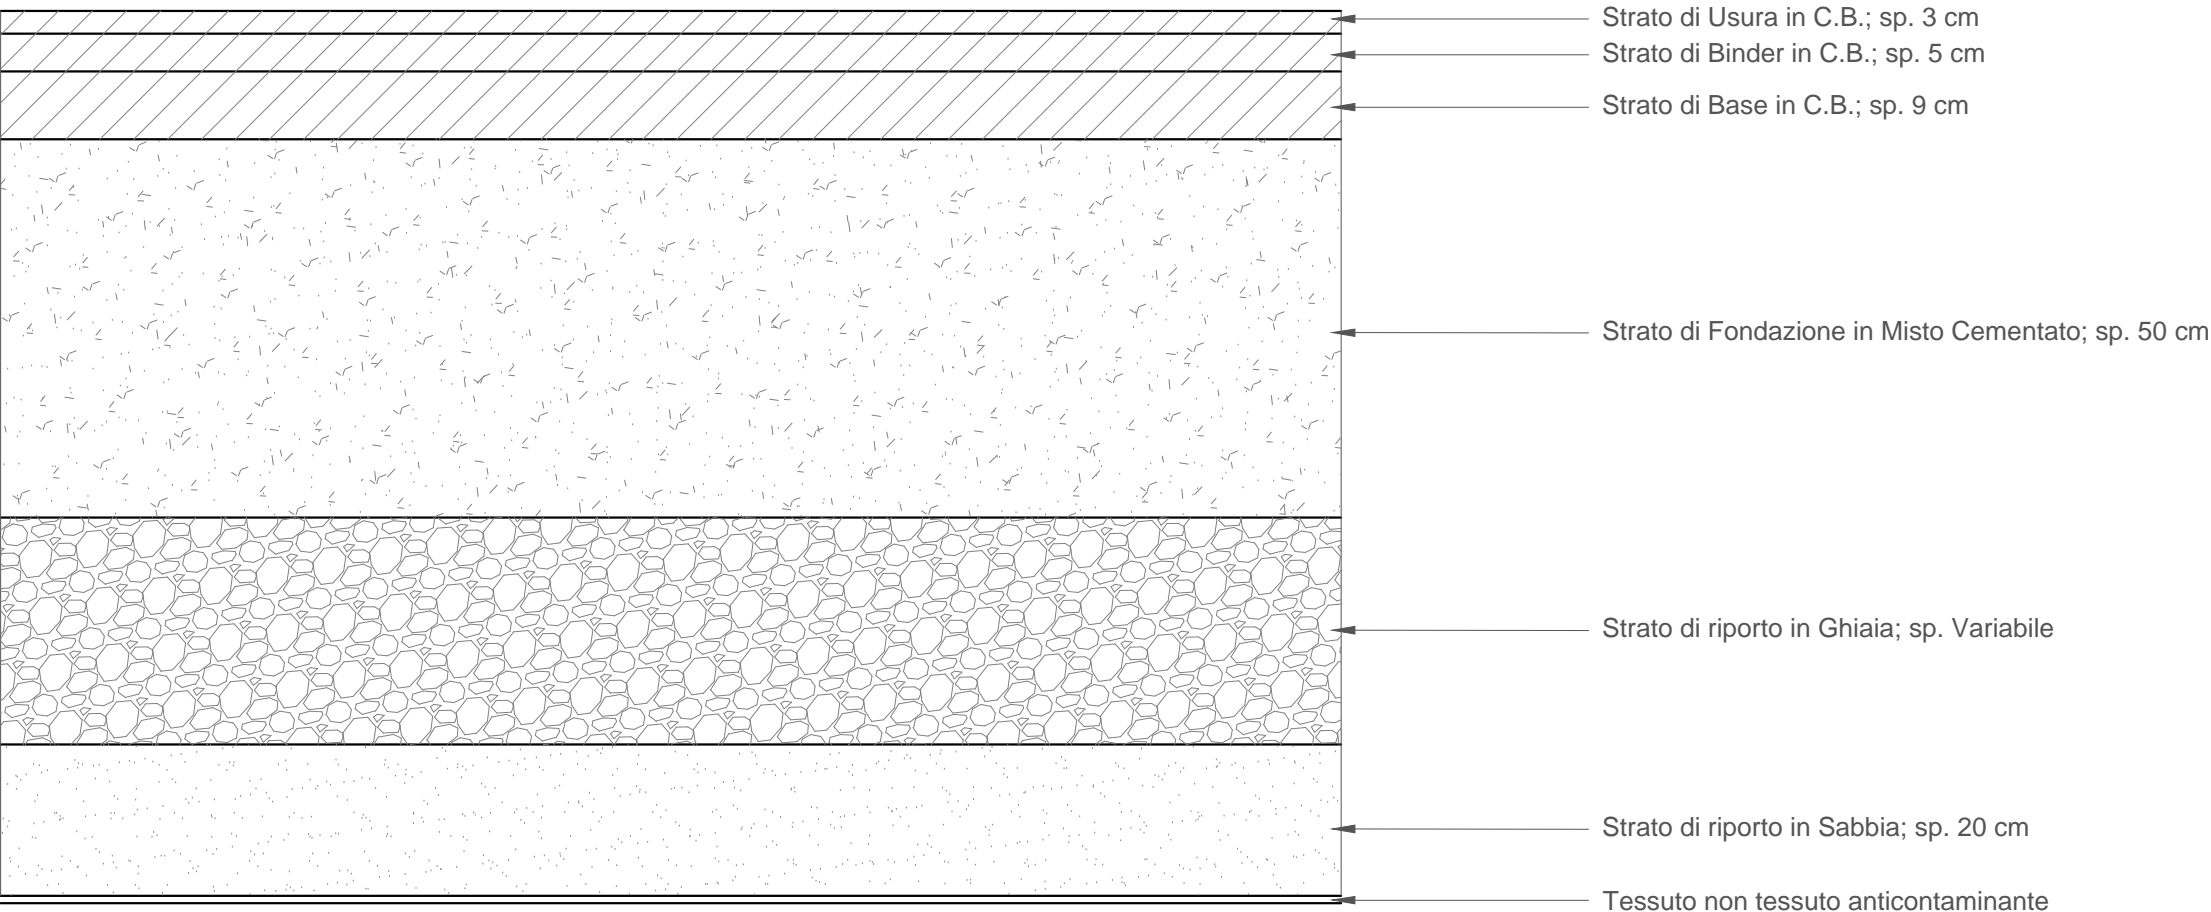 Strato di Usura in C.B.; sp. 3 cm
Strato di Binder in C.B.; sp. 5 cm
Strato di Base in C.B.; sp. 9 cm
Strato di Fondazione in Misto Cementato; sp. 50 cm
Strato di riporto in Ghiaia; sp. Variabile
Strato di riporto in Sabbia; sp. 20 cm
Tessuto non tessuto anticontaminante